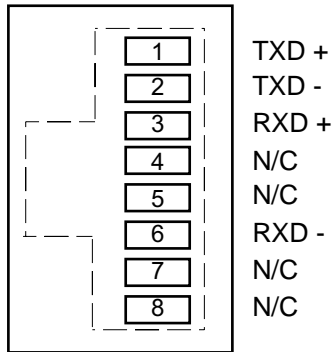 1 TXD +
2 TXD -
3 RXD +
4 N/C
5 N/C
6 RXD -
7 N/C
8 N/C